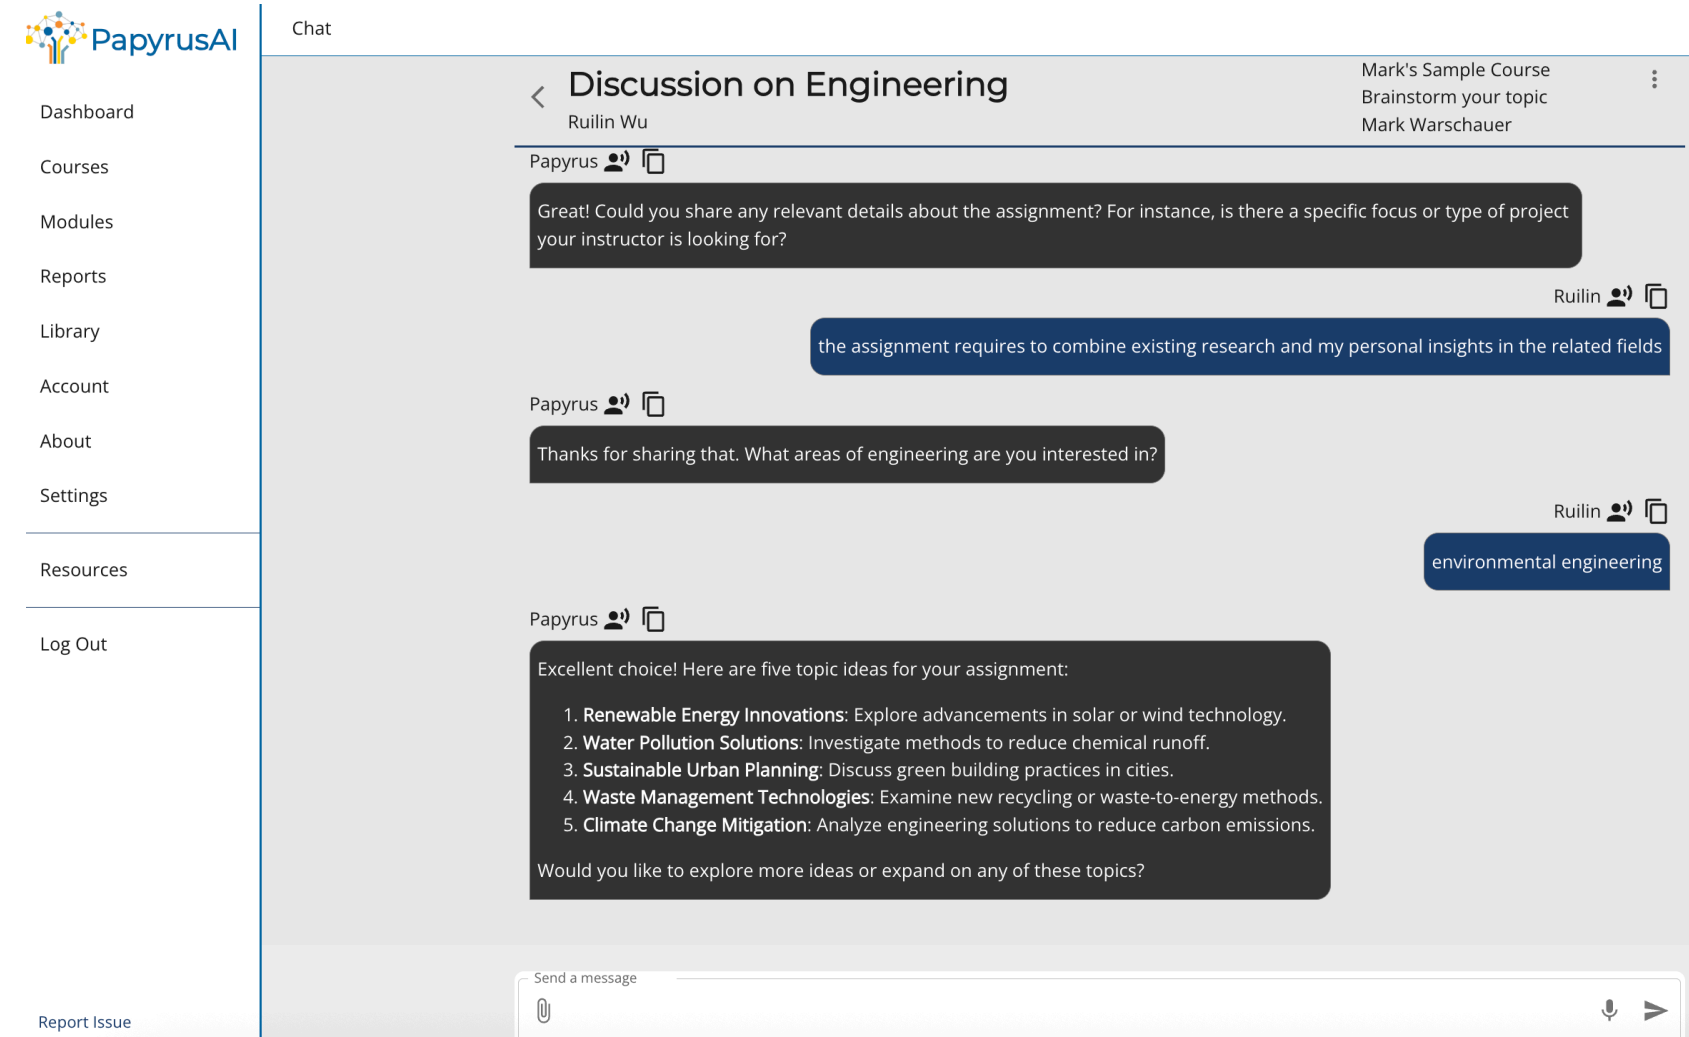 PapyrusAI
Dashboard
Courses
Modules
Reports
Library
Account
About
Settings
Resources
Log Out
Report Issue
Chat
Discussion on Engineering
Ruilin Wu
Mark's Sample Course
Brainstorm your topic
Mark Warschauer
Papyrus
Great! Could you share any relevant details about the assignment? For instance, is there a specific focus or type of project
your instructor is looking for?
Ruilin
the assignment requires to combine existing research and my personal insights in the related fields
Papyrus
Thanks for sharing that. What areas of engineering are you interested in?
Ruilin
environmental engineering
Papyrus
Excellent choice! Here are five topic ideas for your assignment:
1. Renewable Energy Innovations: Explore advancements in solar or wind technology.
2. Water Pollution Solutions: Investigate methods to reduce chemical runoff.
3. Sustainable Urban Planning: Discuss green building practices in cities.
4. Waste Management Technologies: Examine new recycling or waste-to-energy methods.
5. Climate Change Mitigation: Analyze engineering solutions to reduce carbon emissions.
Would you like to explore more ideas or expand on any of these topics?
Send a message